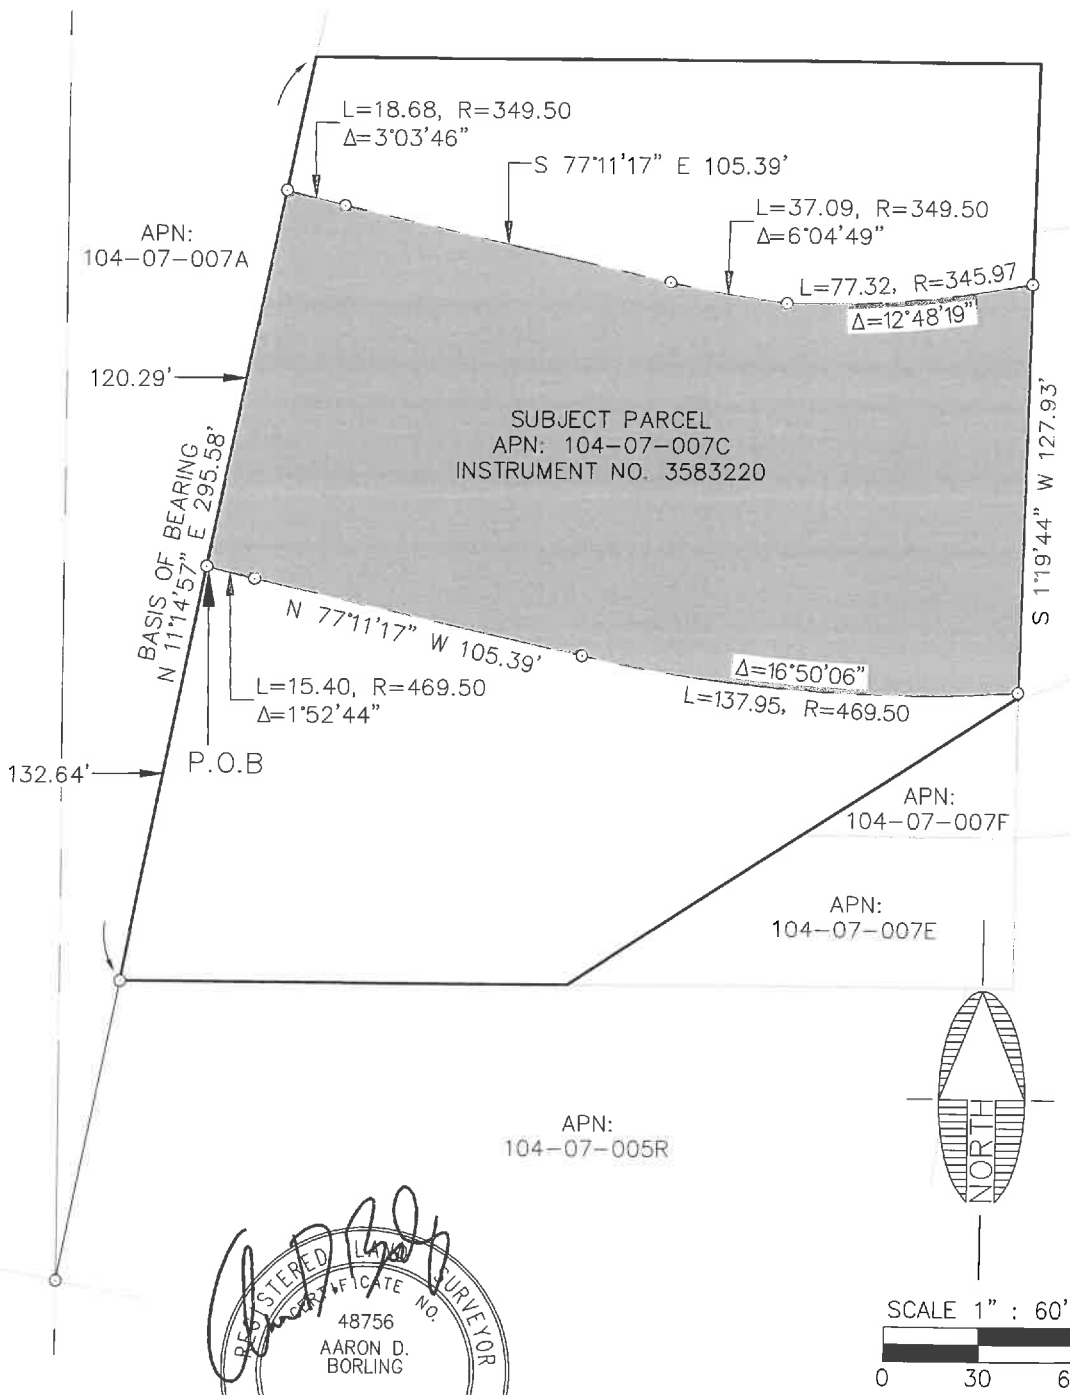 L=18.68, R=349.50
Δ=3°03'46"
S 77°11'17" E 105.39'
L=37.09, R=349.50
Δ=6°04'49"
APN:
104-07-007A
L=77.32, R=345.97
Δ=12°48'19"
120.29'
SUBJECT PARCEL
APN: 104-07-007C
INSTRUMENT NO. 3583220
S 1°19'44" W 127.93'
BASIS OF BEARING
N 11°14'57" E 295.58'
N 77°11'17" W 105.39'
Δ=16°50'06"
L=137.95, R=469.50
L=15.40, R=469.50
Δ=1°52'44"
P.O.B
132.64'
APN:
104-07-007F
APN:
104-07-007E
APN:
104-07-005R
NORTH
REGISTERED LAND SURVEYOR
CERTIFICATE NO.
48756
AARON D.
BORLING
SCALE 1" : 60'
0 30